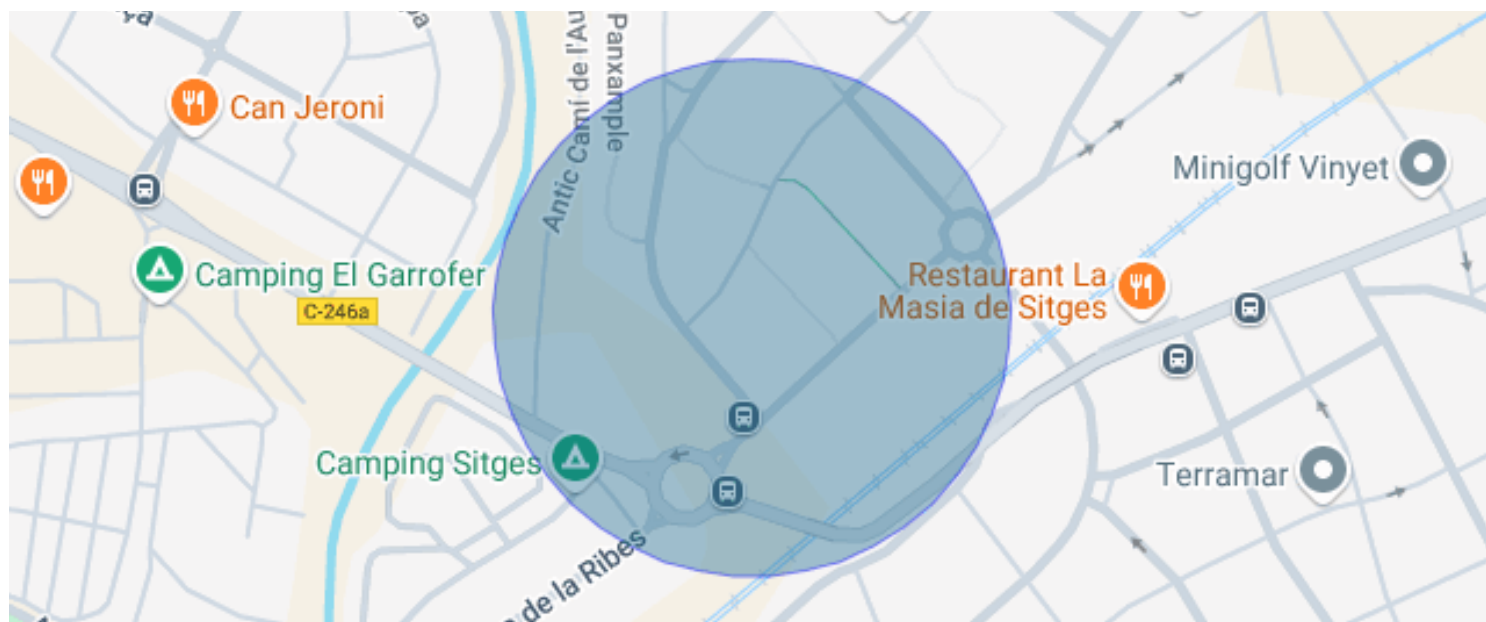 Can Jeroni
Antic Camí de l'Au
Panxample
Minigolf Vinyet
Camping El Garrofer
C-246a
Restaurant La
Masia de Sitges
Camping Sitges
Terramar
de la Ribes